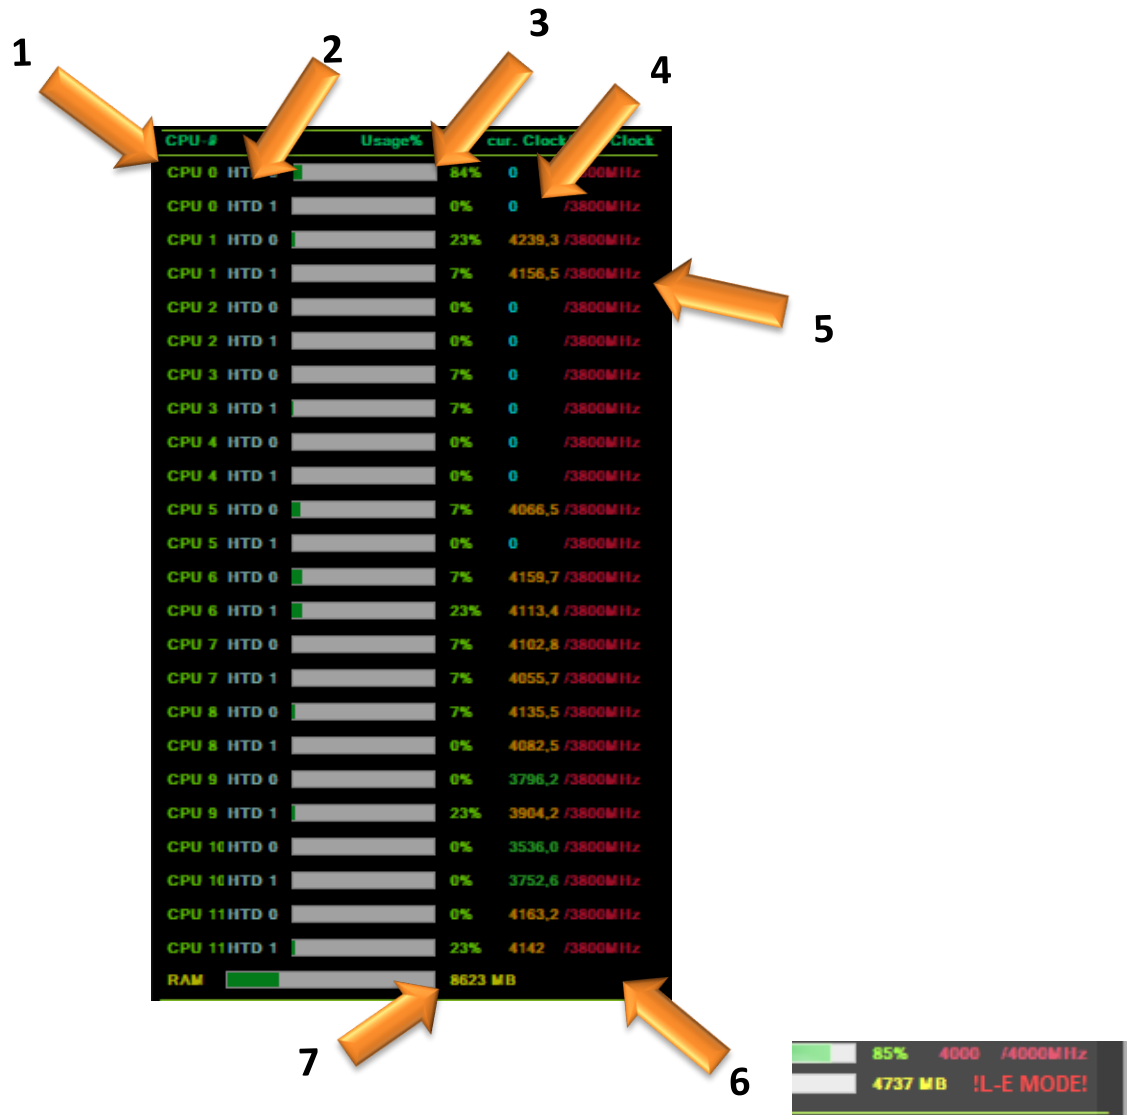 1
2
3
4
CPU-# Usage% cur. Clock Clock
CPU 0 84% 0
CPU 0 HTD 1 0% 0 /3800MHz
CPU 1 HTD 0 23% 4239,3 /3800MHz
CPU 1 HTD 1 7% 4156,5 /3800MHz
CPU 2 HTD 0 0% 0 /3800MHz
CPU 2 HTD 1 0% 0 /3800MHz
CPU 3 HTD 0 7% 0 /3800MHz
CPU 3 HTD 1 7% 0 /3800MHz
CPU 4 HTD 0 0% 0 /3800MHz
CPU 4 HTD 1 0% 0 /3800MHz
CPU 5 HTD 0 7% 4066,5 /3800MHz
CPU 5 HTD 1 0% 0 /3800MHz
CPU 6 HTD 0 7% 4159,7 /3800MHz
CPU 6 HTD 1 23% 4113,4 /3800MHz
CPU 7 HTD 0 7% 4102,8 /3800MHz
CPU 7 HTD 1 7% 4055,7 /3800MHz
CPU 8 HTD 0 7% 4135,5 /3800MHz
CPU 8 HTD 1 0% 4082,5 /3800MHz
CPU 9 HTD 0 0% 3796,2 /3800MHz
CPU 9 HTD 1 23% 3904,2 /3800MHz
CPU 10 HTD 0 0% 3536,0 /3800MHz
CPU 10 HTD 1 0% 3752,6 /3800MHz
CPU 11 HTD 0 0% 4163,2 /3800MHz
CPU 11 HTD 1 23% 4142 /3800MHz
RAM 8623 MB
5
7
6
85% 4000 /4000MHz
4737 MB !L-E MODE!